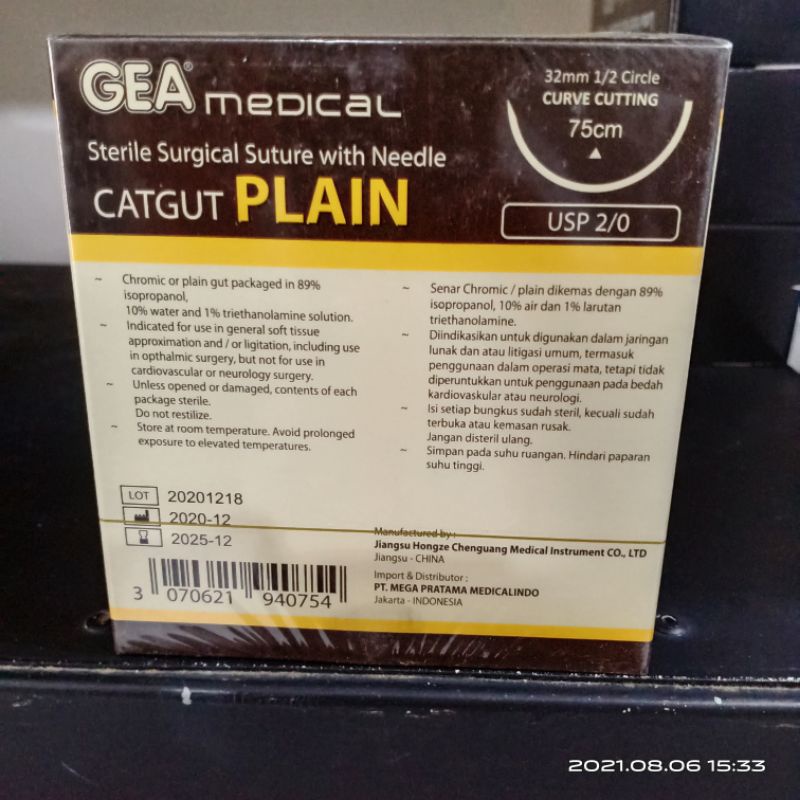 GEA® medical
Sterile Surgical Suture with Needle
CATGUT PLAIN
32mm 1/2 Circle
CURVE CUTTING
75cm
USP 2/0
~ Chromic or plain gut packaged in 89%
isopropanol,
10% water and 1% triethanolamine solution.
~ Indicated for use in general soft tissue
approximation and / or ligitation, including use
in opthalmic surgery, but not for use in
cardiovascular or neurology surgery.
~ Unless opened or damaged, contents of each
package sterile.
Do not restilize.
~ Store at room temperature. Avoid prolonged
exposure to elevated temperatures.
~ Senar Chromic / plain dikemas dengan 89%
isopropanol, 10% air dan 1% larutan
triethanolamine.
~ Diindikasikan untuk digunakan dalam jaringan
lunak dan atau litigasi umum, termasuk
penggunaan dalam operasi mata, tetapi tidak
diperuntukkan untuk penggunaan pada bedah
kardiovaskular atau neurologi.
~ Isi setiap bungkus sudah steril, kecuali sudah
terbuka atau kemasan rusak.
Jangan disteril ulang.
~ Simpan pada suhu ruangan. Hindari paparan
suhu tinggi.
LOT 20201218
2020-12
2025-12
3 070621 940754
Manufactured by :
Jiangsu Hongze Chenguang Medical Instrument CO., LTD
Jiangsu - CHINA
Import & Distributor :
PT. MEGA PRATAMA MEDICALINDO
Jakarta - INDONESIA
2021.08.06 15:33